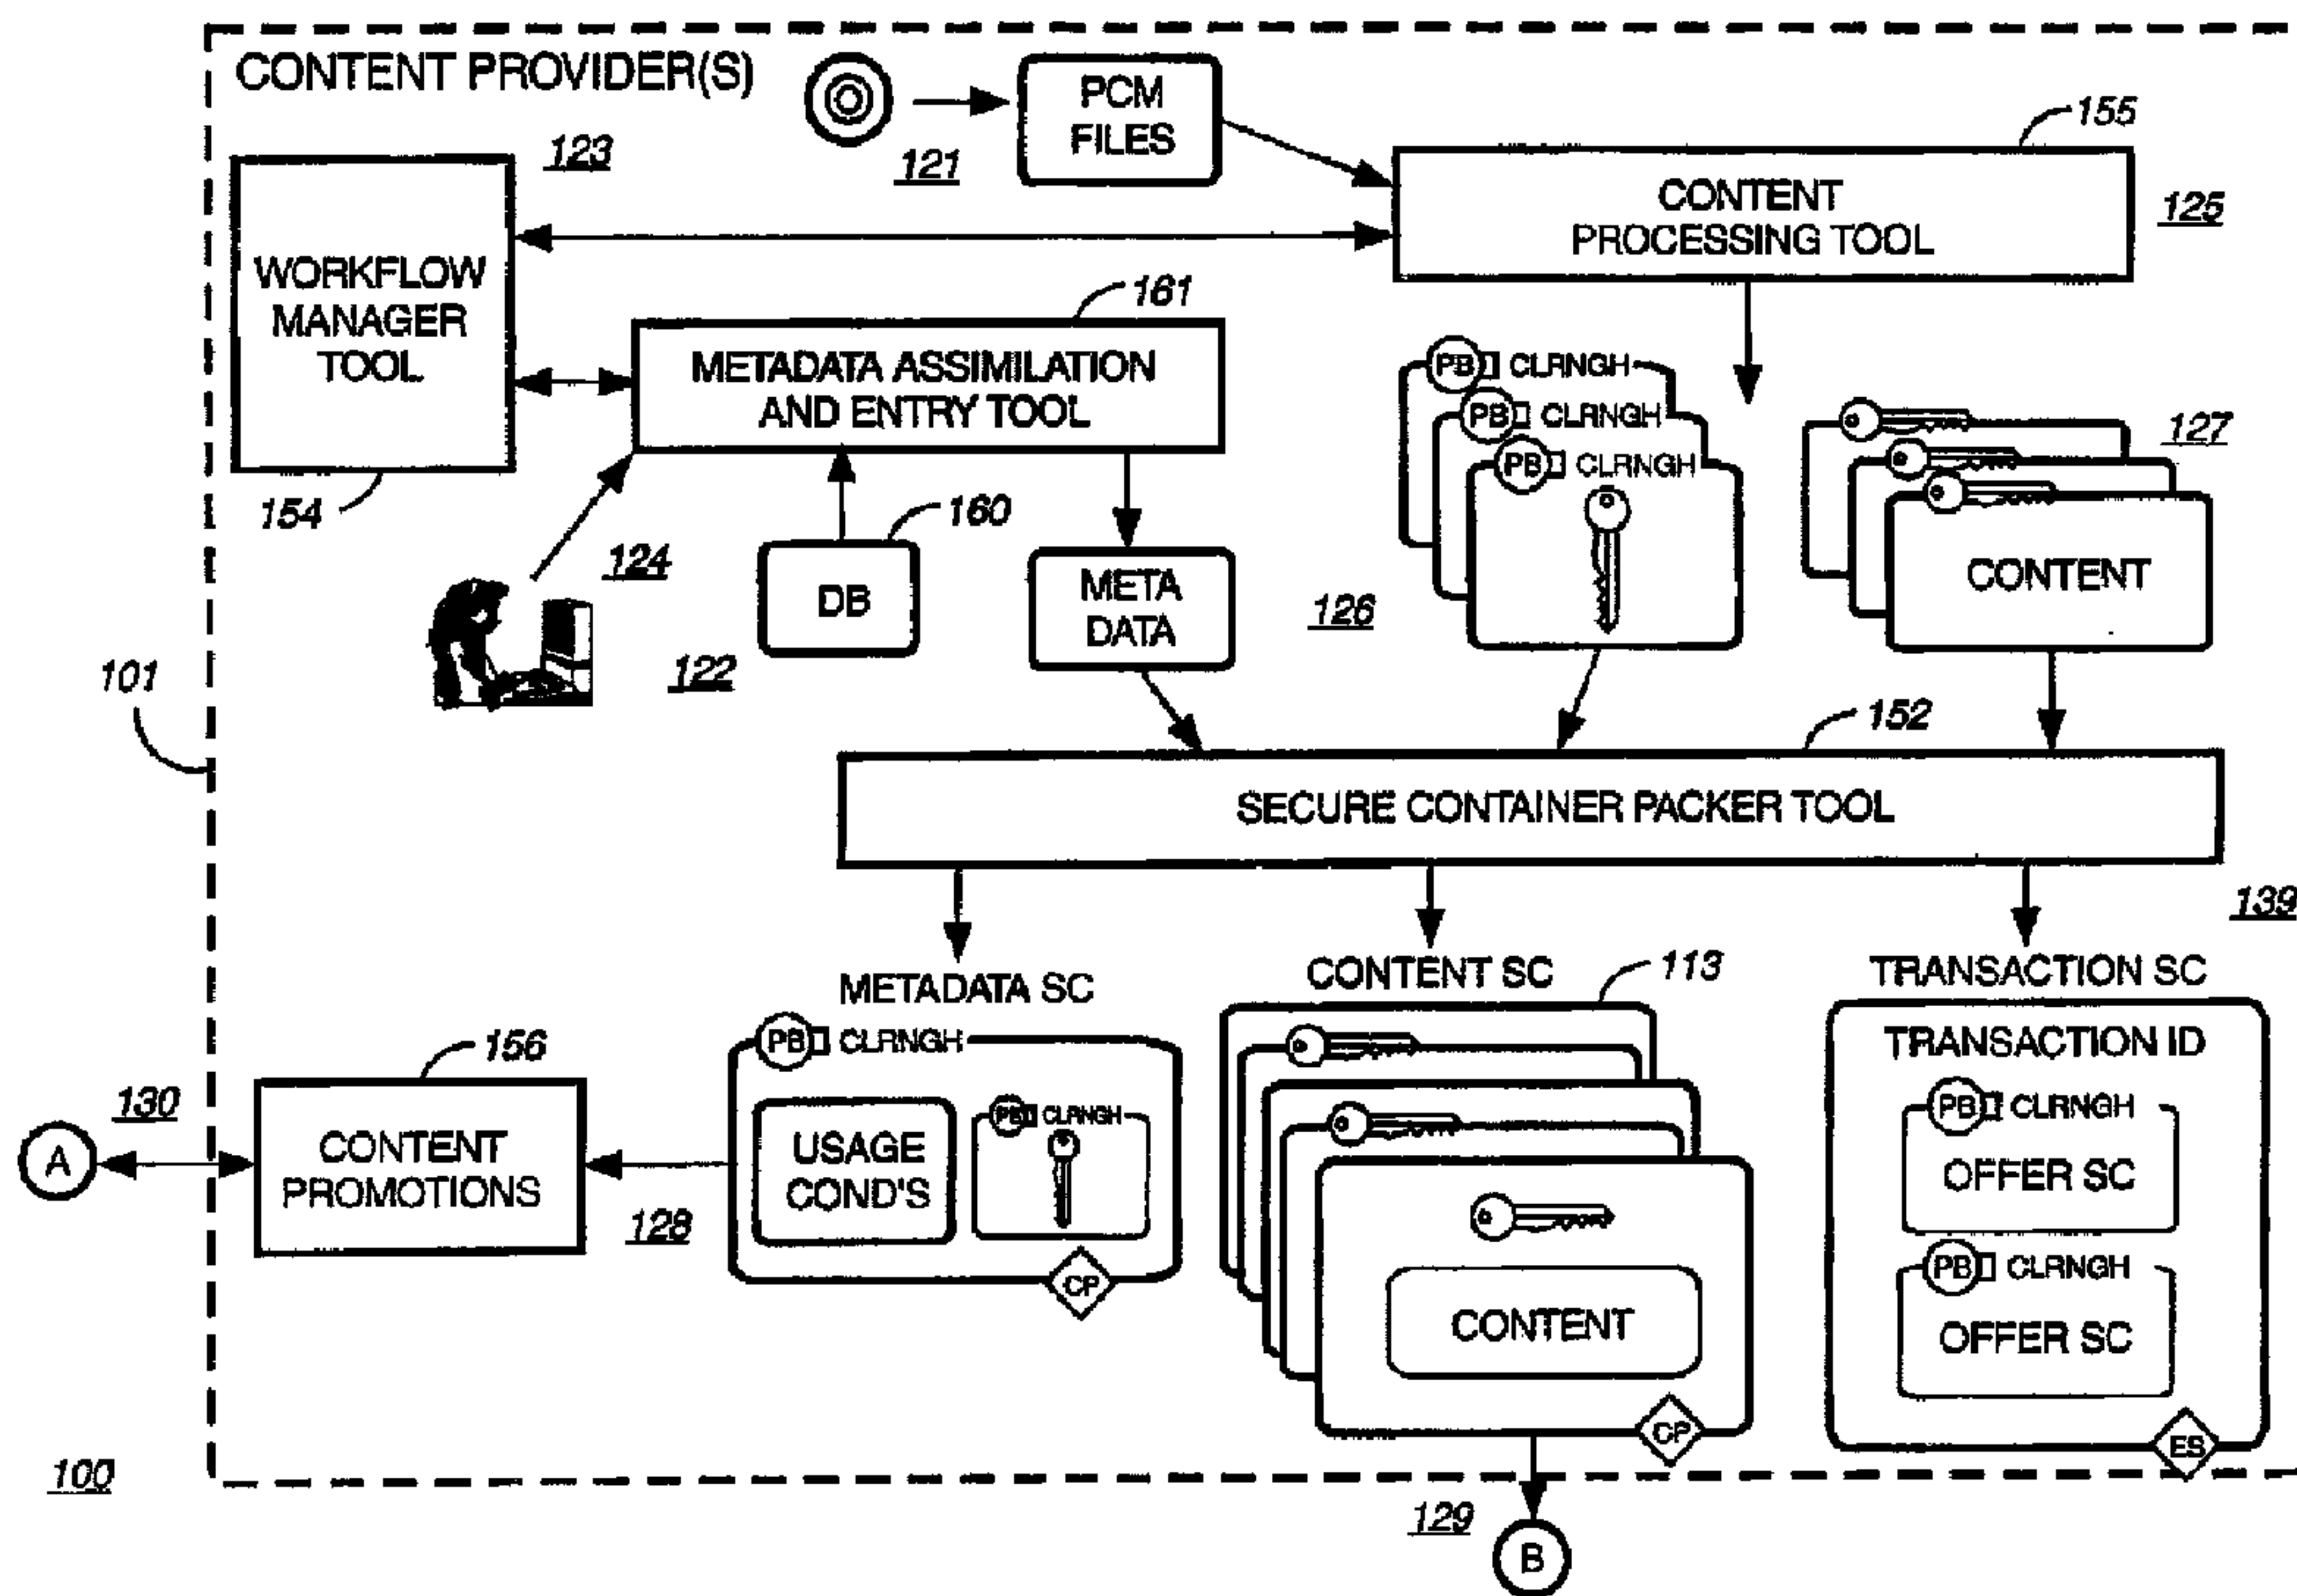 CONTENT PROVIDER(S)
PCM
FILES
121
123
155
CONTENT
PROCESSING TOOL
125
WORKFLOW
MANAGER
TOOL
154
161
METADATA ASSIMILATION
AND ENTRY TOOL
PB CLRNGH
PB CLRNGH
PB CLRNGH
127
CONTENT
160
DB
124
122
META
DATA
126
101
152
SECURE CONTAINER PACKER TOOL
139
METADATA SC
CONTENT SC
113
TRANSACTION SC
PB CLRNGH
USAGE
COND'S
PB CLRNGH
CP
TRANSACTION ID
PB CLRNGH
OFFER SC
PB CLRNGH
OFFER SC
ES
156
130
A
CONTENT
PROMOTIONS
128
CONTENT
CP
100
129
B